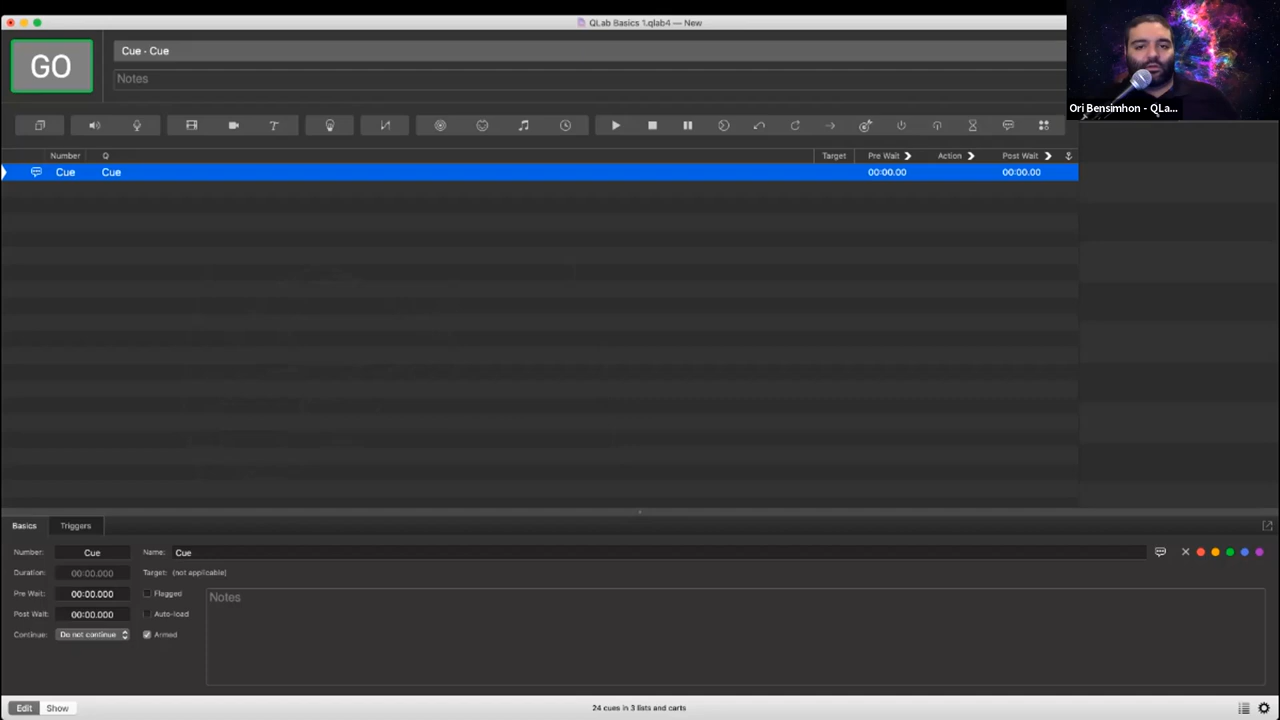 QLab Basics 1.qlab4 — New
GO
Cue - Cue
Notes
Ori Bensimhon - QLa...
Number Q Target Pre Wait Action Post Wait
Cue Cue 00:00.00 00:00.00
Basics Triggers
Number: Cue Name: Cue
Duration: 00:00.000 Target: (not applicable)
Pre Wait: 00:00.000 Flagged Notes
Post Wait: 00:00.000 Auto-load
Continue: Do not continue Armed
Edit Show 24 cues in 3 lists and carts